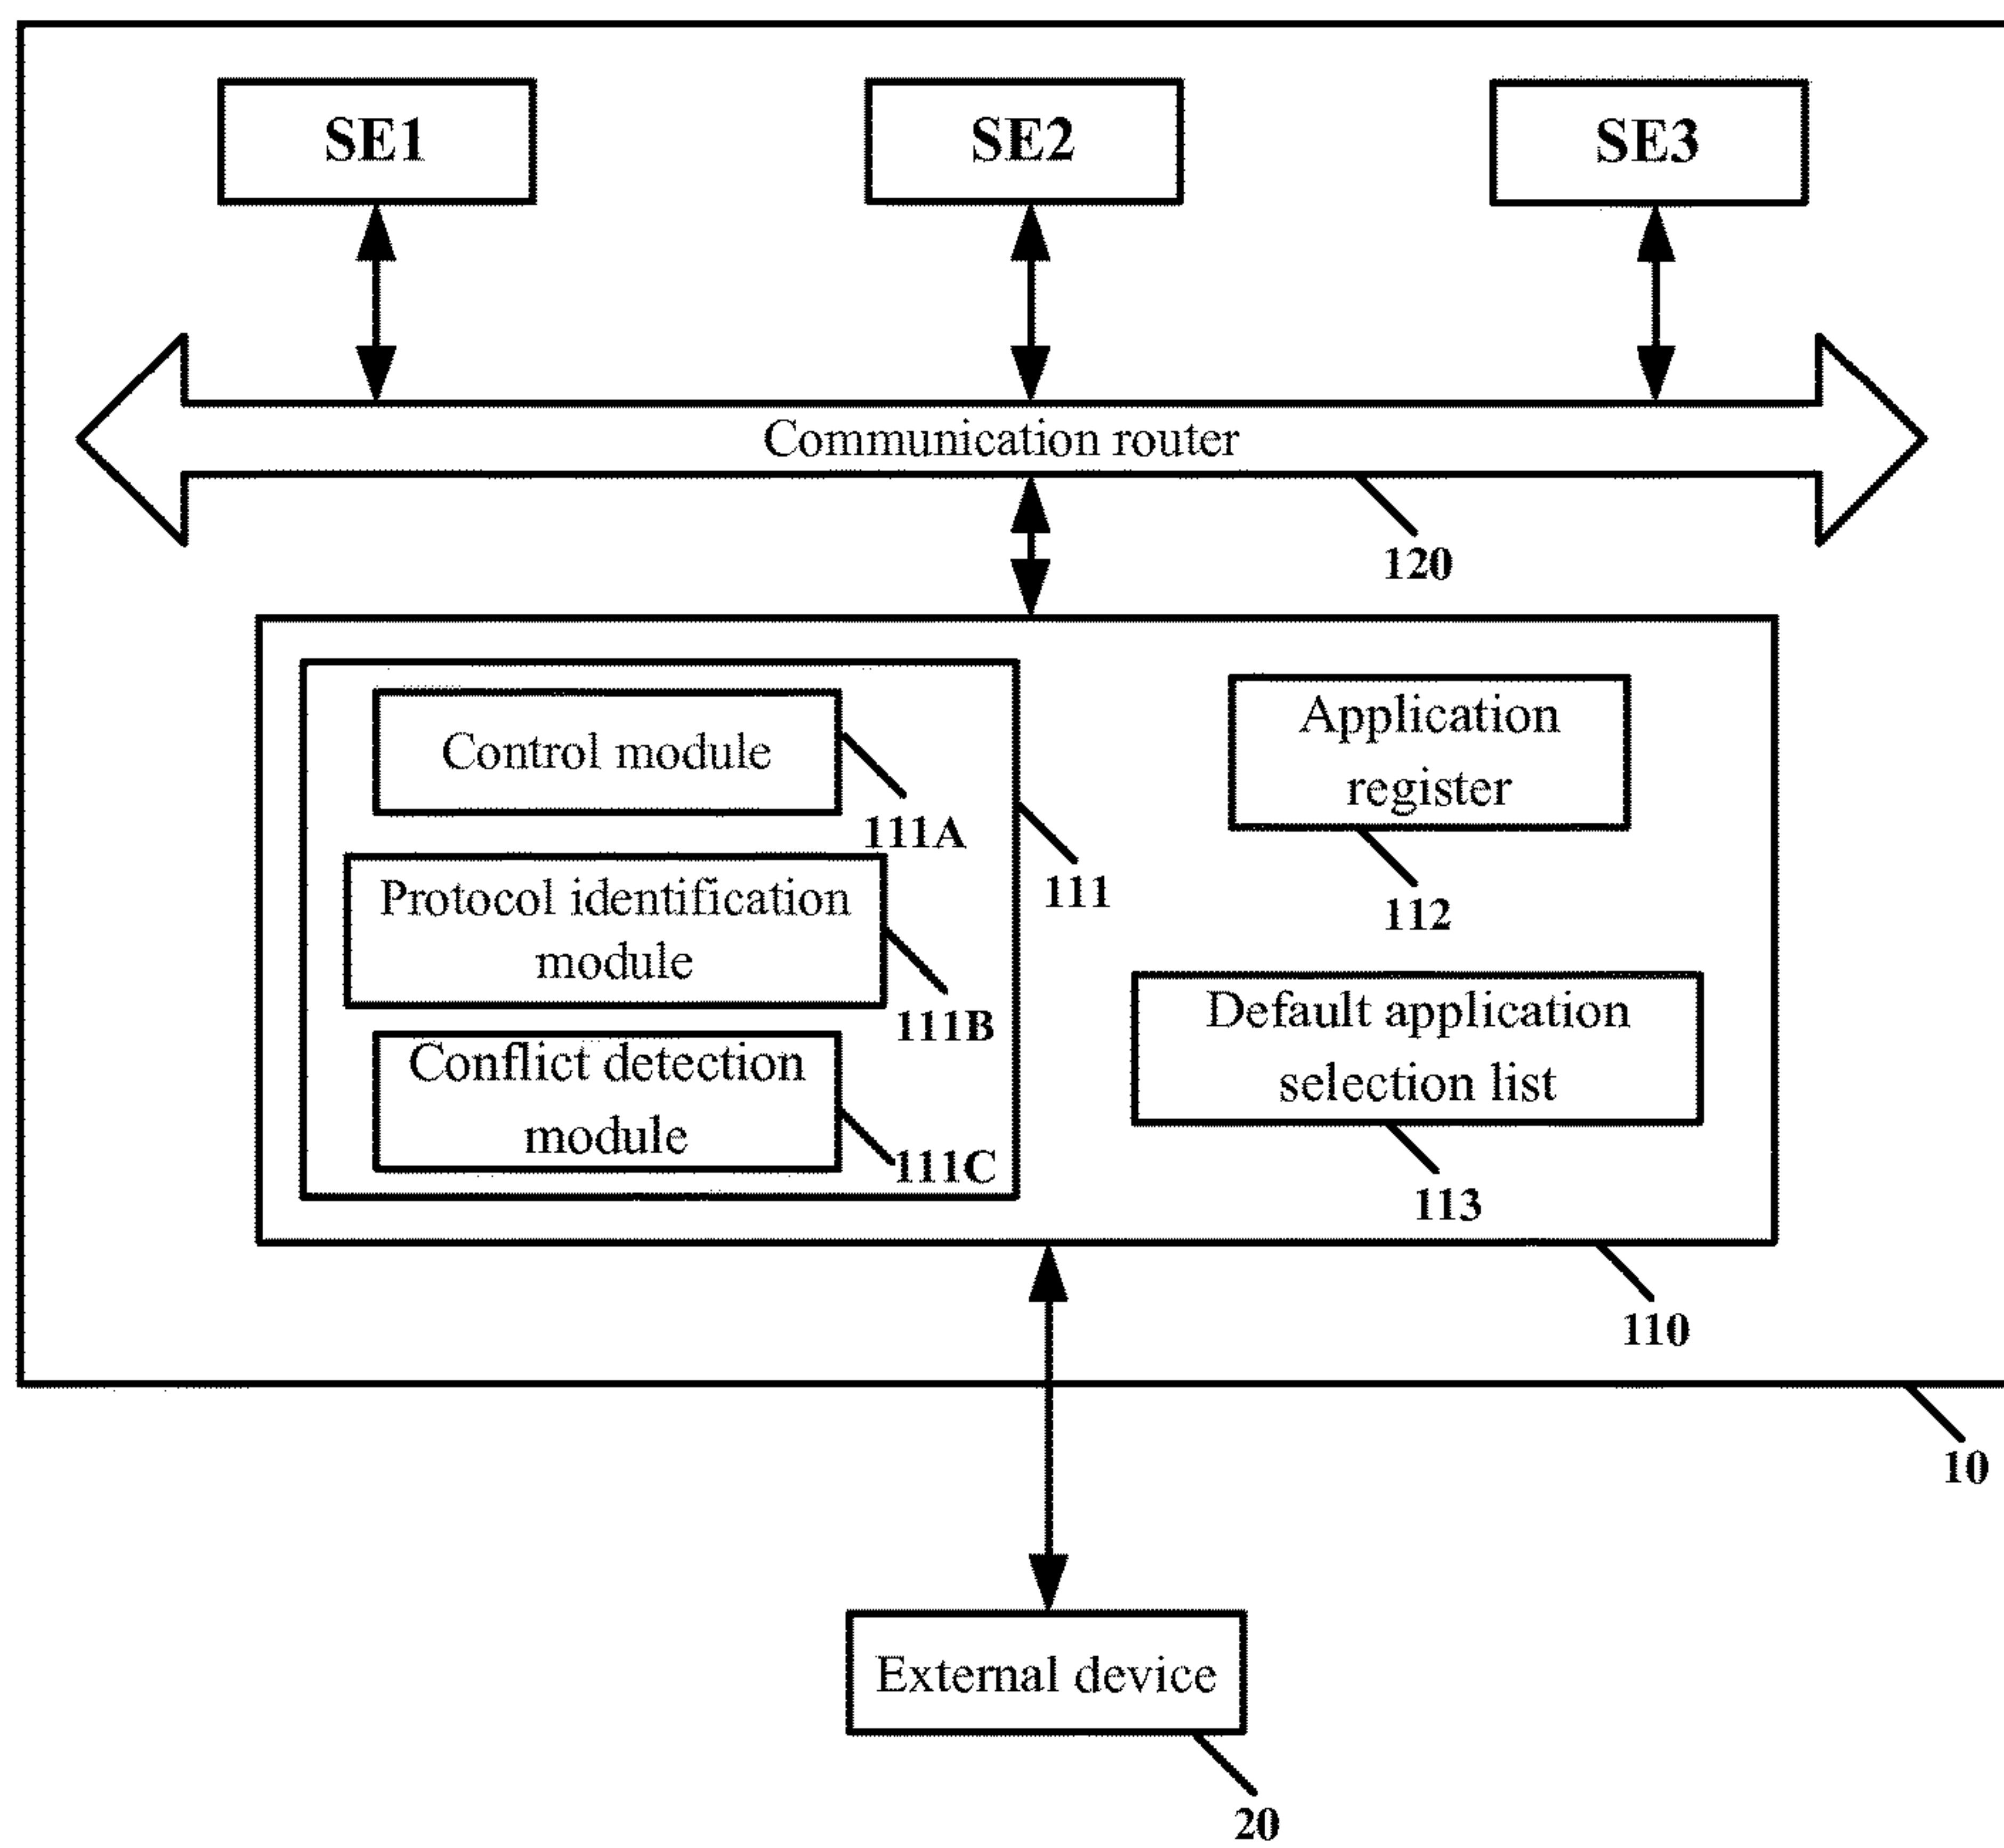 SE1
SE2
SE3
Communication router
120
Control module
111A
Application
register
111
112
Protocol identification
module
111B
Default application
selection list
Conflict detection
module
111C
113
110
10
External device
20